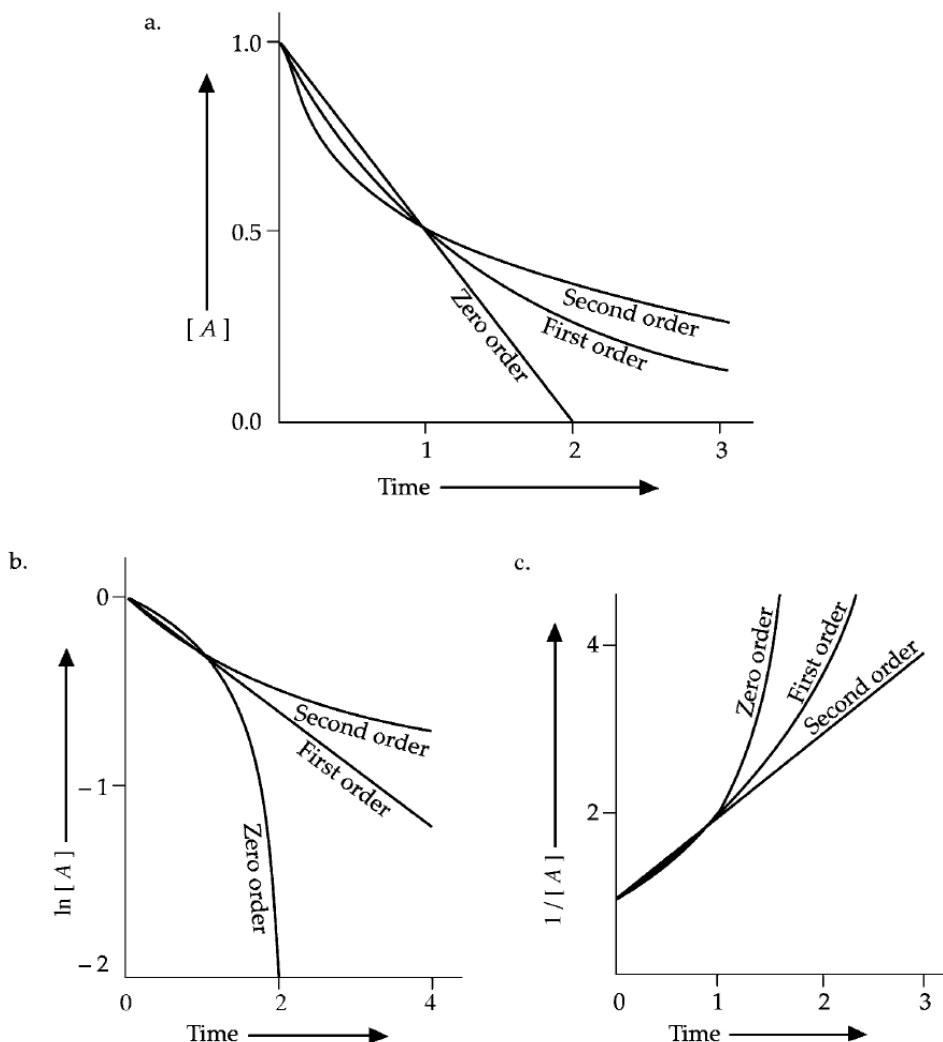 a.
1.0
0.5
[ A ]
0.0
Zero order
First order
Second order
1
2
3
Time
b.
0
−1
−2
ln [ A ]
Second order
First order
Zero order
0
2
4
Time
c.
4
2
1 / [ A ]
Zero order
First order
Second order
0
1
2
3
Time